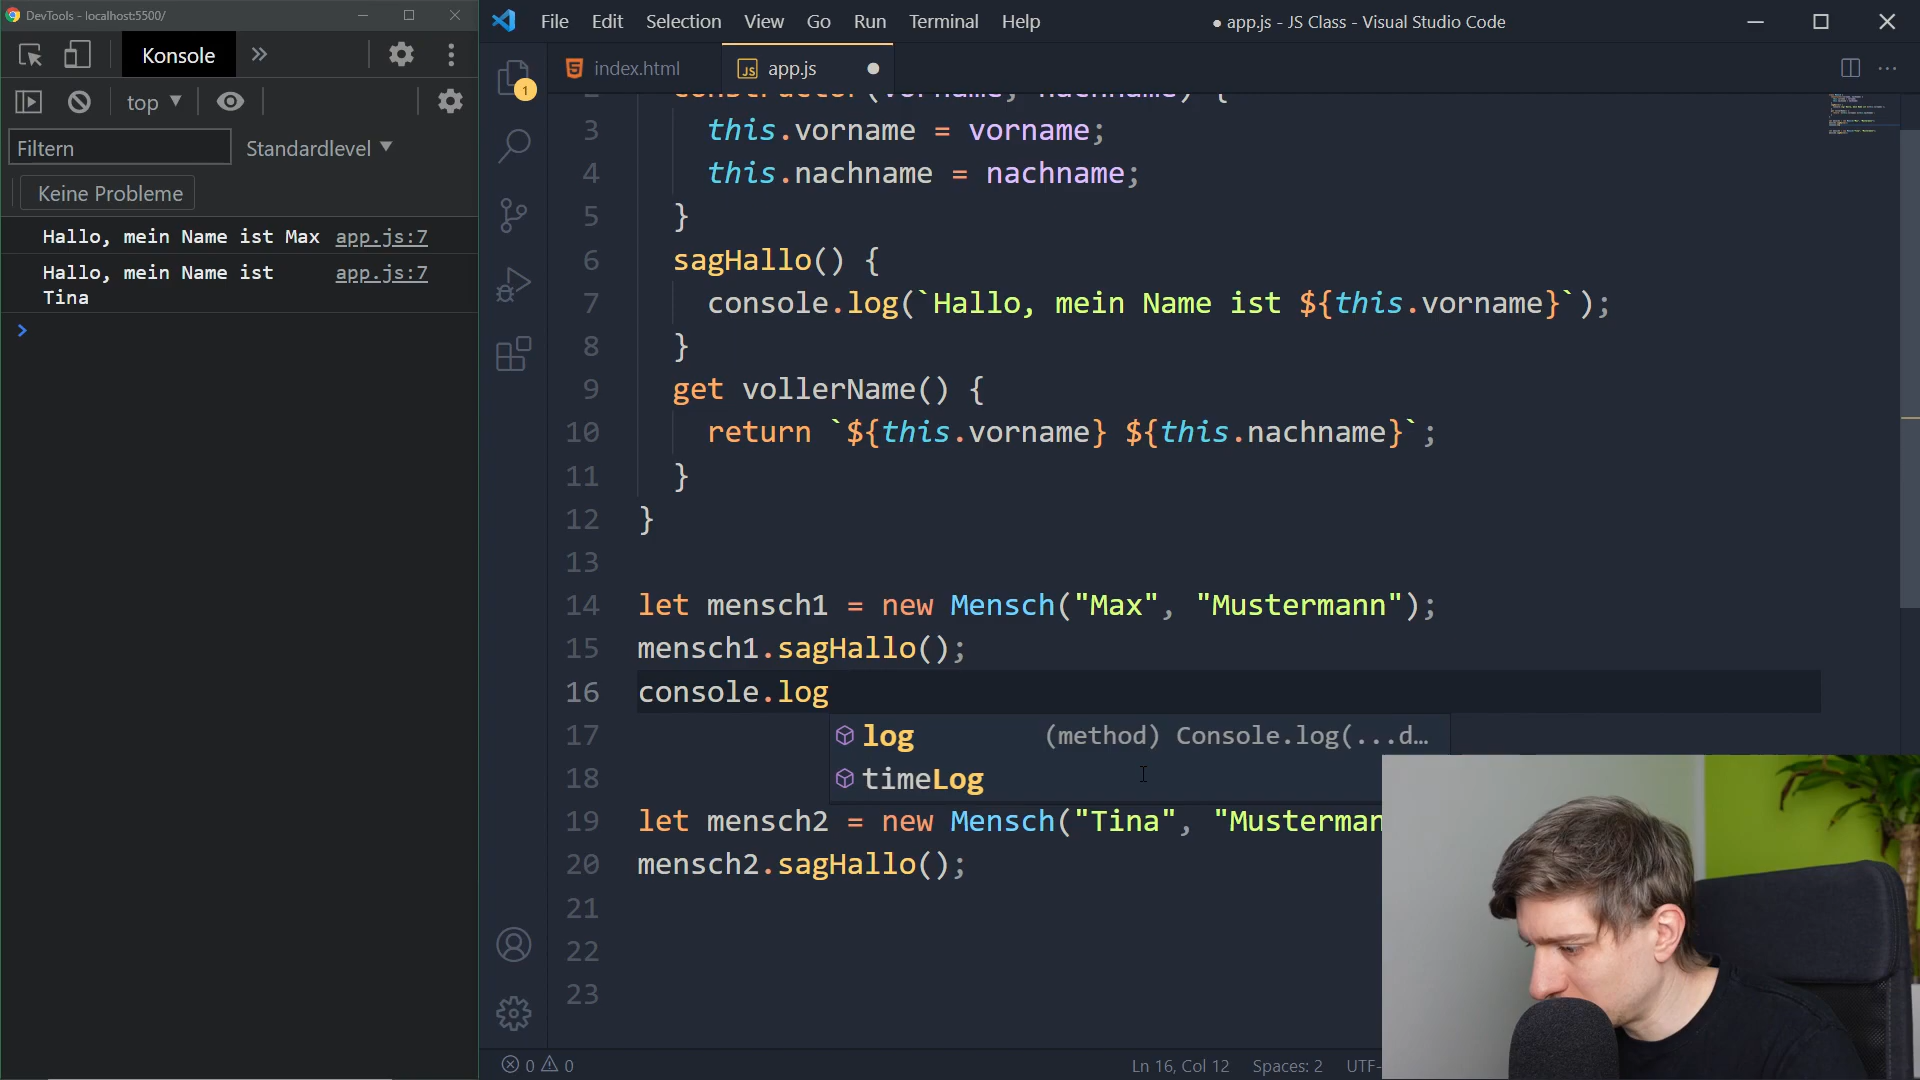 DevTools - localhost:5500/
Konsole
top
Filtern
Standardlevel
Keine Probleme
Hallo, mein Name ist Max app.js:7
Hallo, mein Name ist app.js:7
Tina
File Edit Selection View Go Run Terminal Help
● app.js - JS Class - Visual Studio Code
1
index.html
JS app.js
2 constructor(vorname, nachname) {
3 this.vorname = vorname;
4 this.nachname = nachname;
5 }
6 sagHallo() {
7 console.log(`Hallo, mein Name ist ${this.vorname}`);
8 }
9 get vollerName() {
10 return `${this.vorname} ${this.nachname}`;
11 }
12 }
13
14 let mensch1 = new Mensch("Max", "Mustermann");
15 mensch1.sagHallo();
16 console.log
log (method) Console.log(...d…
timeLog
17
18
19 let mensch2 = new Mensch("Tina", "Musterman
20 mensch2.sagHallo();
21
22
23
0 0
Ln 16, Col 12 Spaces: 2 UTF-